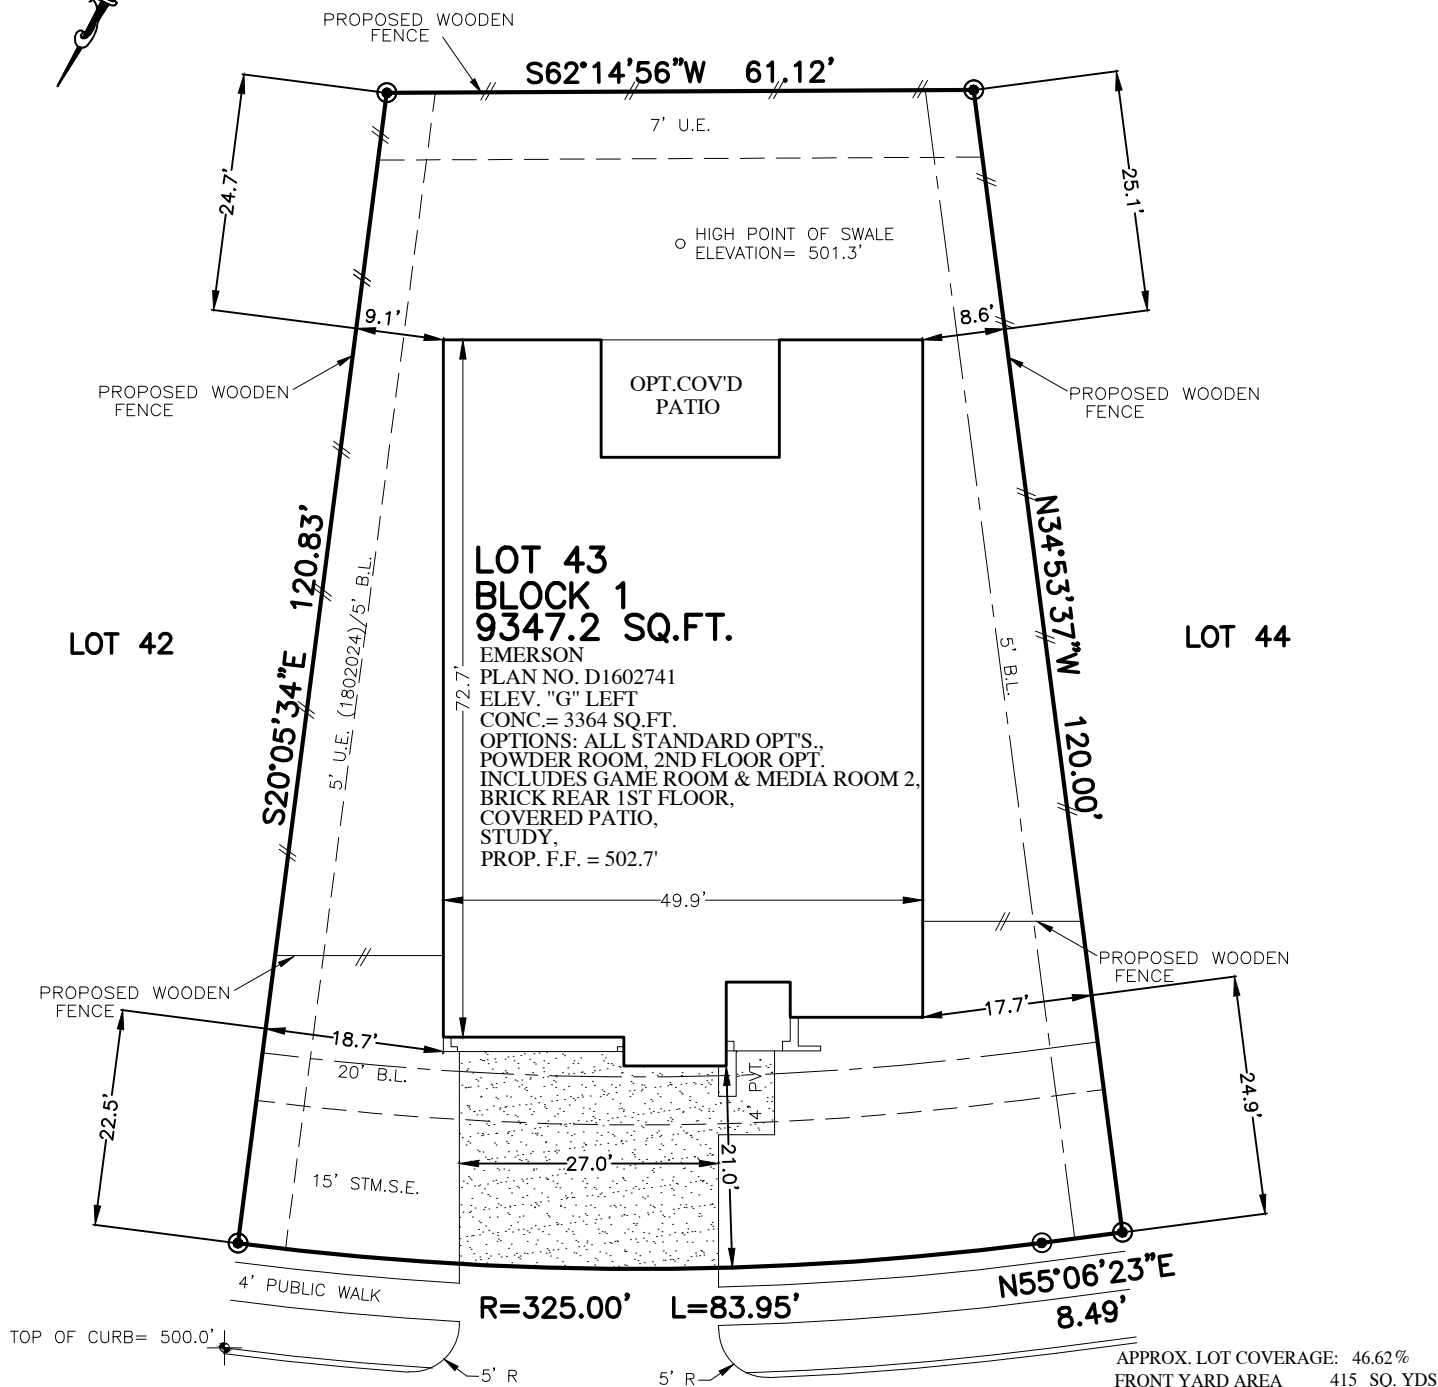 PROPOSED WOODEN
FENCE
S62°14'56"W 61.12'
7' U.E.
24.7'
25.1'
HIGH POINT OF SWALE
ELEVATION= 501.3'
9.1'
8.6'
PROPOSED WOODEN
FENCE
OPT.COV'D
PATIO
PROPOSED WOODEN
FENCE
S20°05'34"E 120.83'
5' U.E. (1802024)/5' B.L.
N34°53'37"W 120.00'
5' B.L.
LOT 42
LOT 44
72.7'
LOT 43
BLOCK 1
9347.2 SQ.FT.
EMERSON
PLAN NO. D1602741
ELEV. "G" LEFT
CONC.= 3364 SQ.FT.
OPTIONS: ALL STANDARD OPT'S.,
POWDER ROOM, 2ND FLOOR OPT.
INCLUDES GAME ROOM & MEDIA ROOM 2,
BRICK REAR 1ST FLOOR,
COVERED PATIO,
STUDY,
PROP. F.F. = 502.7'
49.9'
PROPOSED WOODEN
FENCE
PROPOSED WOODEN
FENCE
18.7'
17.7'
20' B.L.
4' PVT.
22.5'
24.9'
27.0'
21.0'
15' STM.S.E.
4' PUBLIC WALK
R=325.00' L=83.95'
N55°06'23"E
8.49'
TOP OF CURB= 500.0'
5' R
5' R
APPROX. LOT COVERAGE: 46.62%
FRONT YARD AREA 415 SQ. YDS